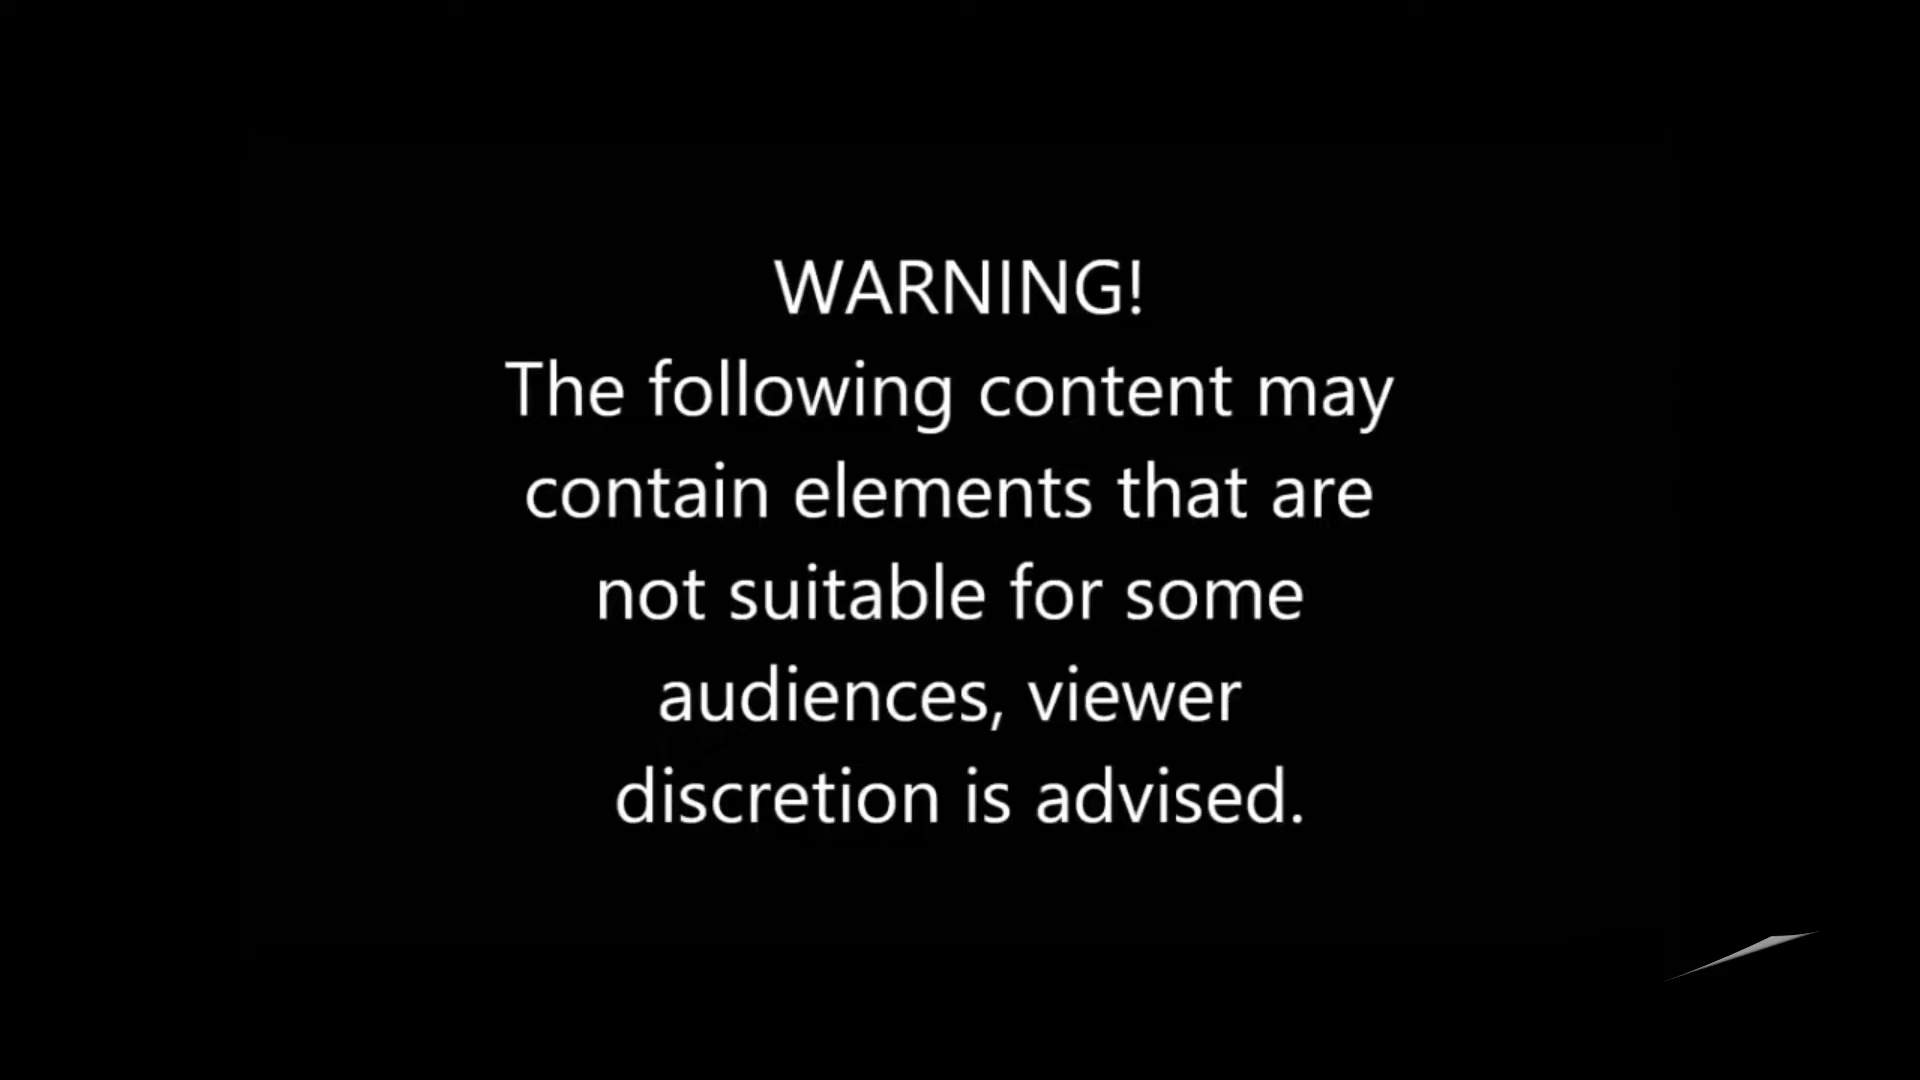 WARNING!
The following content may
contain elements that are
not suitable for some
audiences, viewer
discretion is advised.